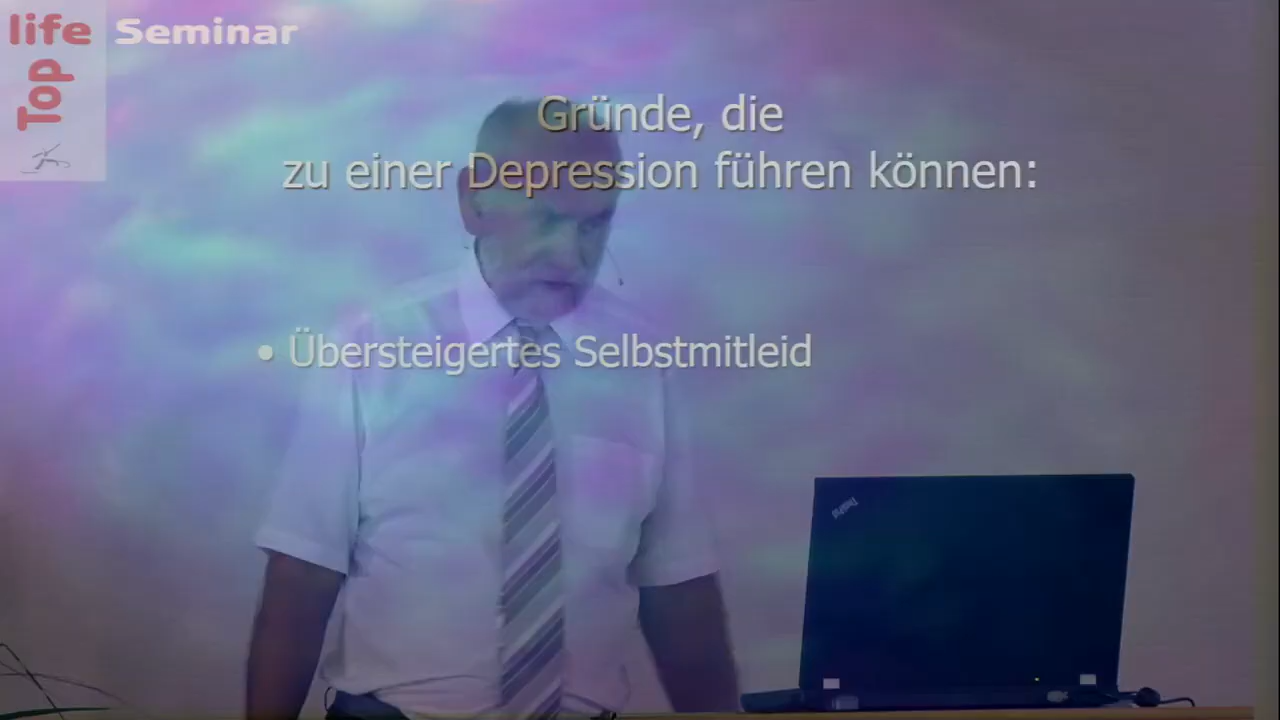 life Seminar
Top
Gründe, die
zu einer Depression führen können:
• Übersteigertes Selbstmitleid
ThinkPad